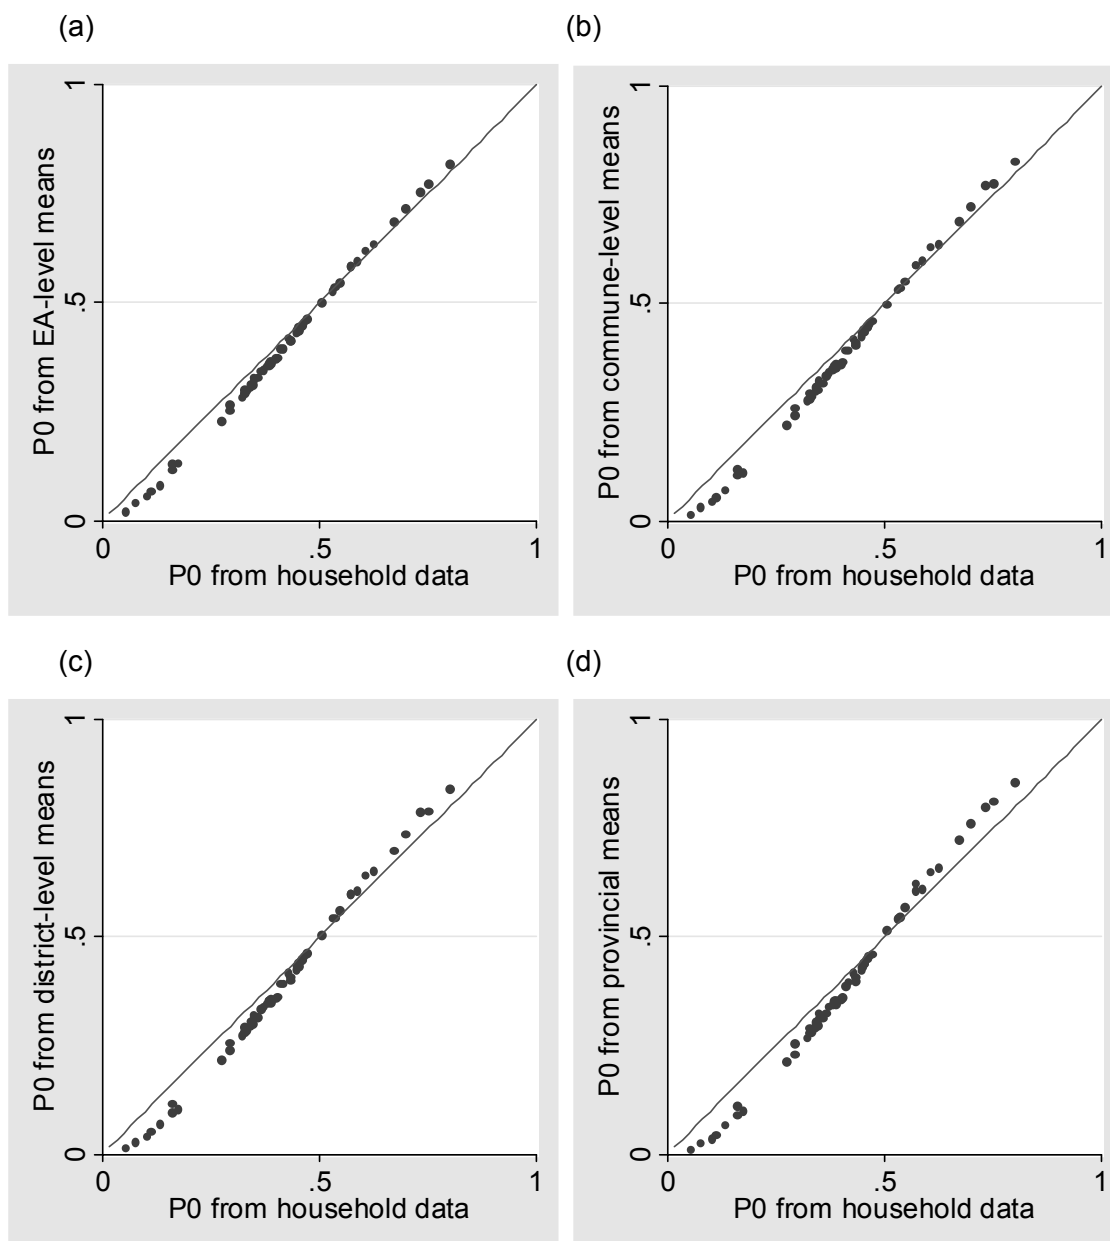 (a)
P0 from EA-level means
1
.5
0
0 .5 1
P0 from household data
(b)
P0 from commune-level means
1
.5
0
0 .5 1
P0 from household data
(c)
P0 from district-level means
1
.5
0
0 .5 1
P0 from household data
(d)
P0 from provincial means
1
.5
0
0 .5 1
P0 from household data